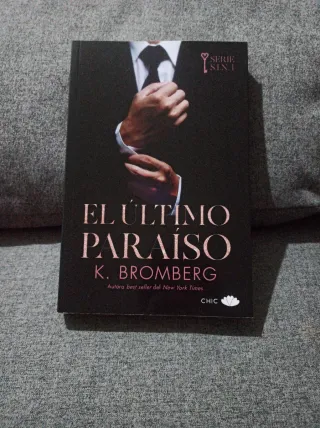 SERIE
S.I.N. 1
EL ÚLTIMO
PARAÍSO
K. BROMBERG
Autora best seller del New York Times
CHIC